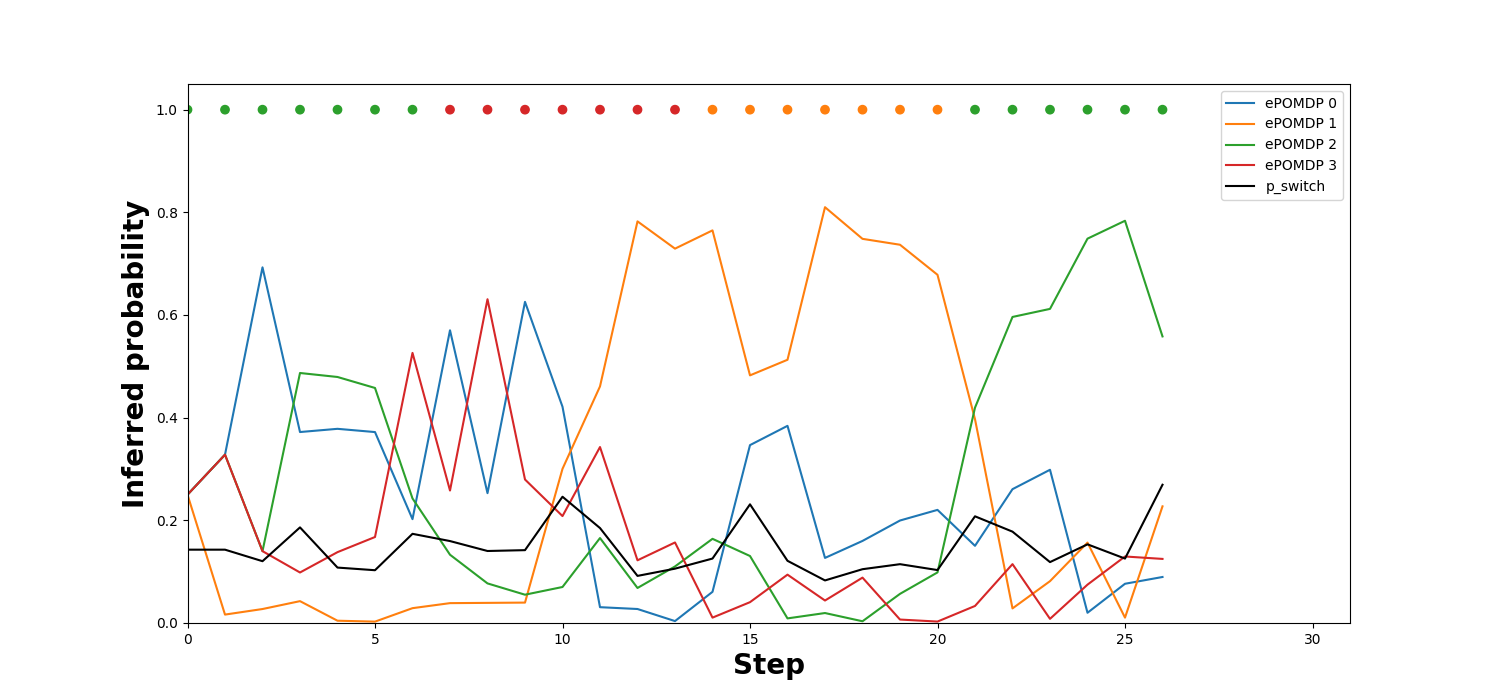 1.0
0.8
0.6
0.4
0.2
0.0
Inferred probability
0 5 10 15 20 25 30
Step
ePOMDP 0
ePOMDP 1
ePOMDP 2
ePOMDP 3
p_switch